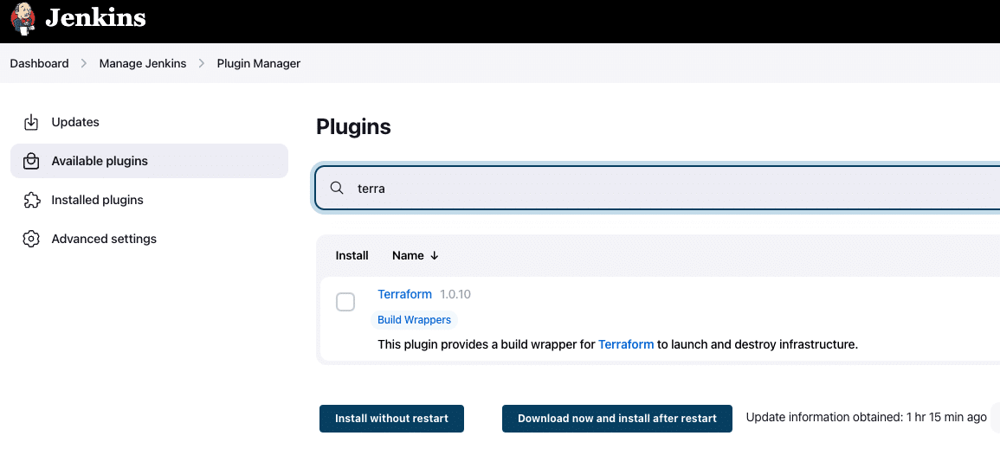 Jenkins
Dashboard Manage Jenkins Plugin Manager
Updates
Available plugins
Installed plugins
Advanced settings
Plugins
terra
Install Name ↓
Terraform 1.0.10
Build Wrappers
This plugin provides a build wrapper for Terraform to launch and destroy infrastructure.
Install without restart Download now and install after restart Update information obtained: 1 hr 15 min ago